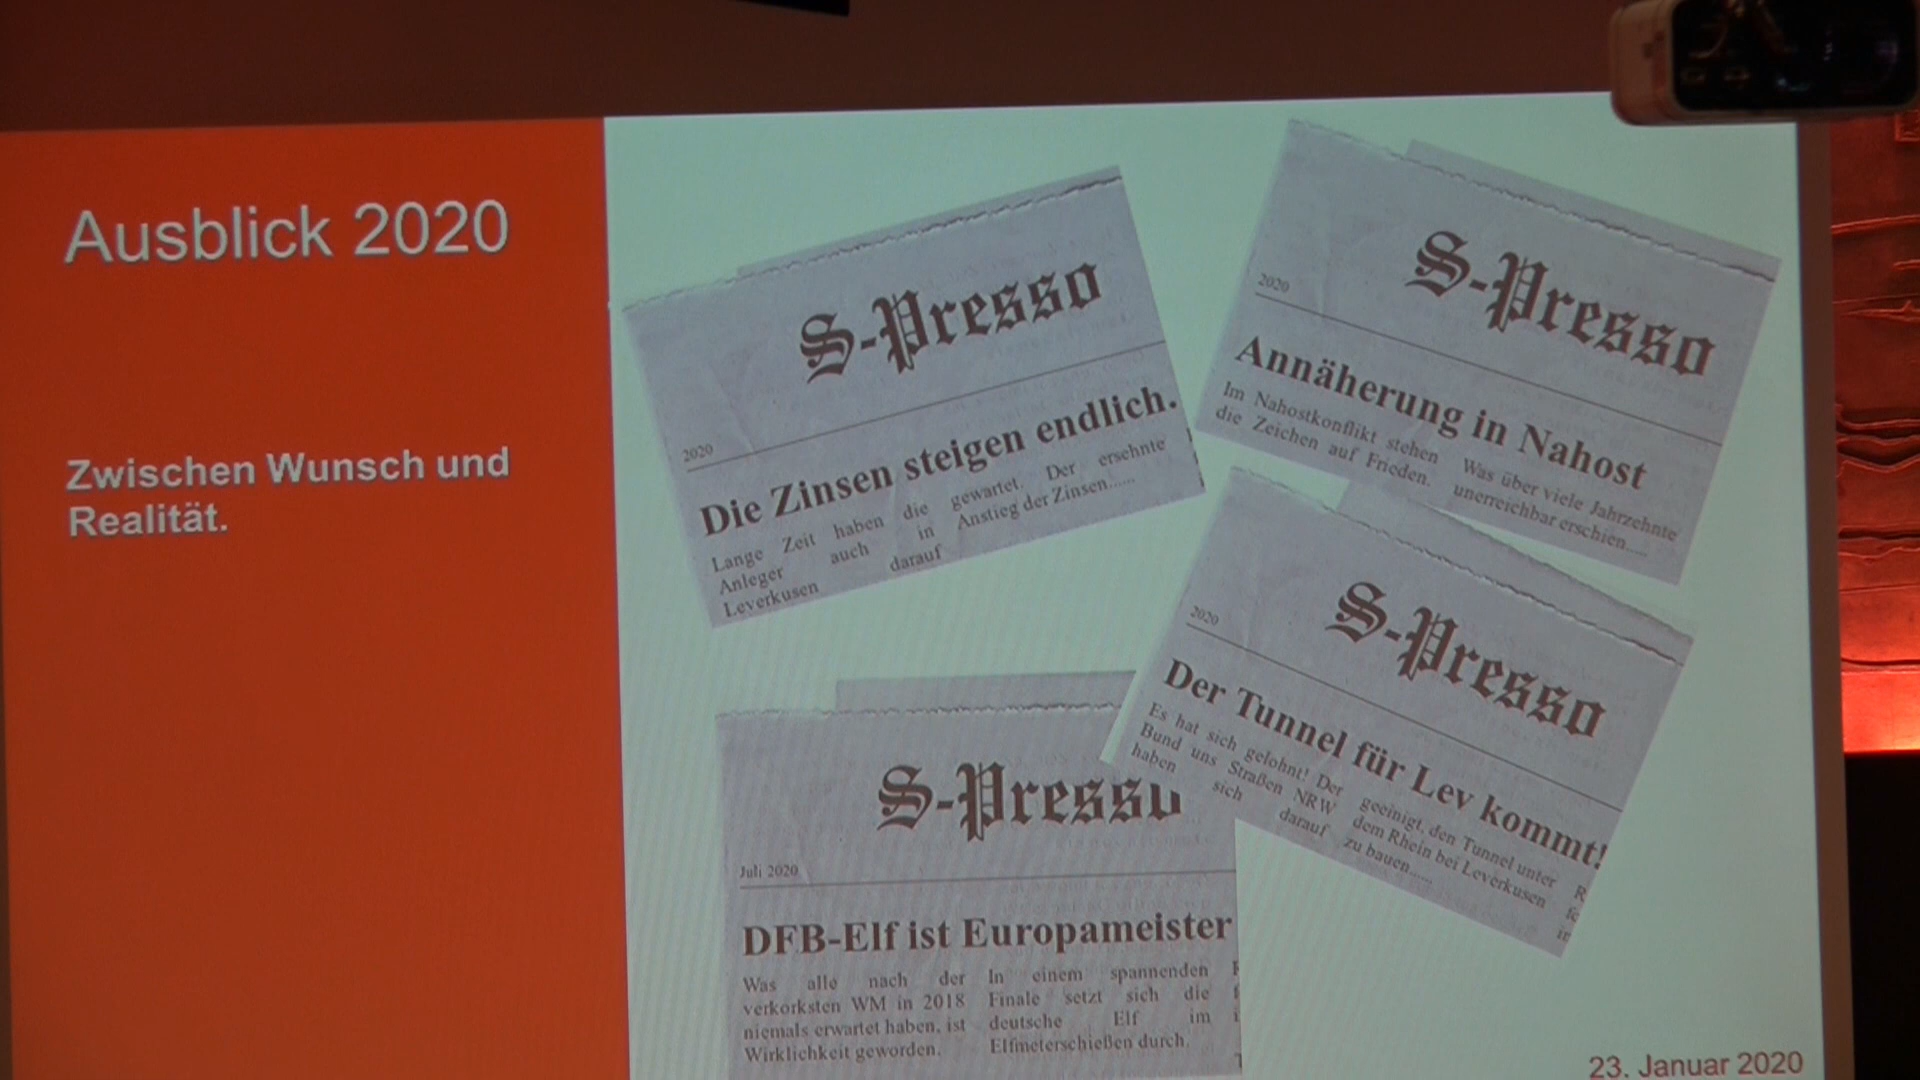 Ausblick 2020
Zwischen Wunsch und
Realität.
S-Presso
2020
Die Zinsen steigen endlich.
Lange Zeit haben die
Anleger auch in
Leverkusen darauf
gewartet. Der ersehnte
Anstieg der Zinsen......
S-Presso
2020
Annäherung in Nahost
Im Nahostkonflikt stehen
die Zeichen auf Frieden.
Was über viele Jahrzehnte
unerreichbar erschien.....
S-Presso
2020
Der Tunnel für Lev kommt!
Es hat sich gelohnt! Der
Bund uns Straßen NRW
haben sich darauf
geeinigt, den Tunnel unter
dem Rhein bei Leverkusen
zu bauen......
S-Presso
Juli 2020
DFB-Elf ist Europameister
Was alle nach der
verkorksten WM in 2018
niemals erwartet haben, ist
Wirklichkeit geworden.
In einem spannenden
Finale setzt sich die
deutsche Elf im
Elfmeterschießen durch.
23. Januar 2020